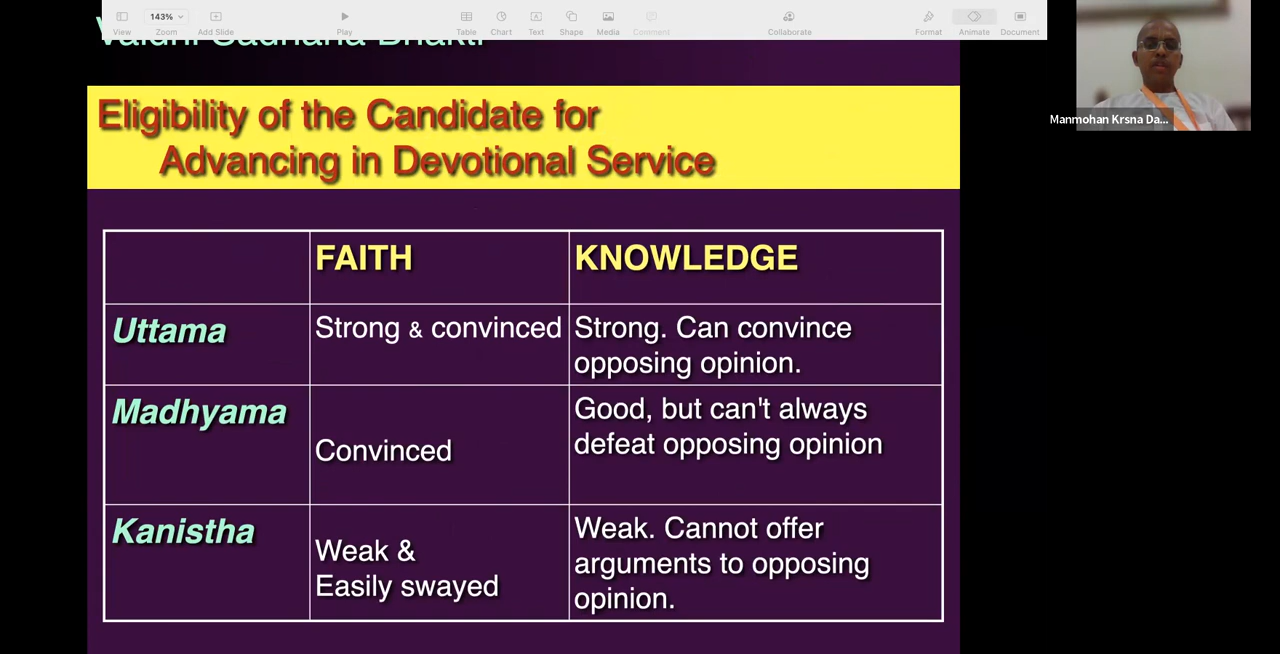 View
143%
Zoom
Add Slide
Play
Table
Chart
Text
Shape
Media
Comment
Collaborate
Format
Animate
Document
Vaidhi Sadhana Bhakti
Manmohan Krsna Da...
Eligibility of the Candidate for
Advancing in Devotional Service
FAITH
KNOWLEDGE
Uttama
Strong & convinced
Strong. Can convince
opposing opinion.
Madhyama
Convinced
Good, but can't always
defeat opposing opinion
Kanistha
Weak &
Easily swayed
Weak. Cannot offer
arguments to opposing
opinion.